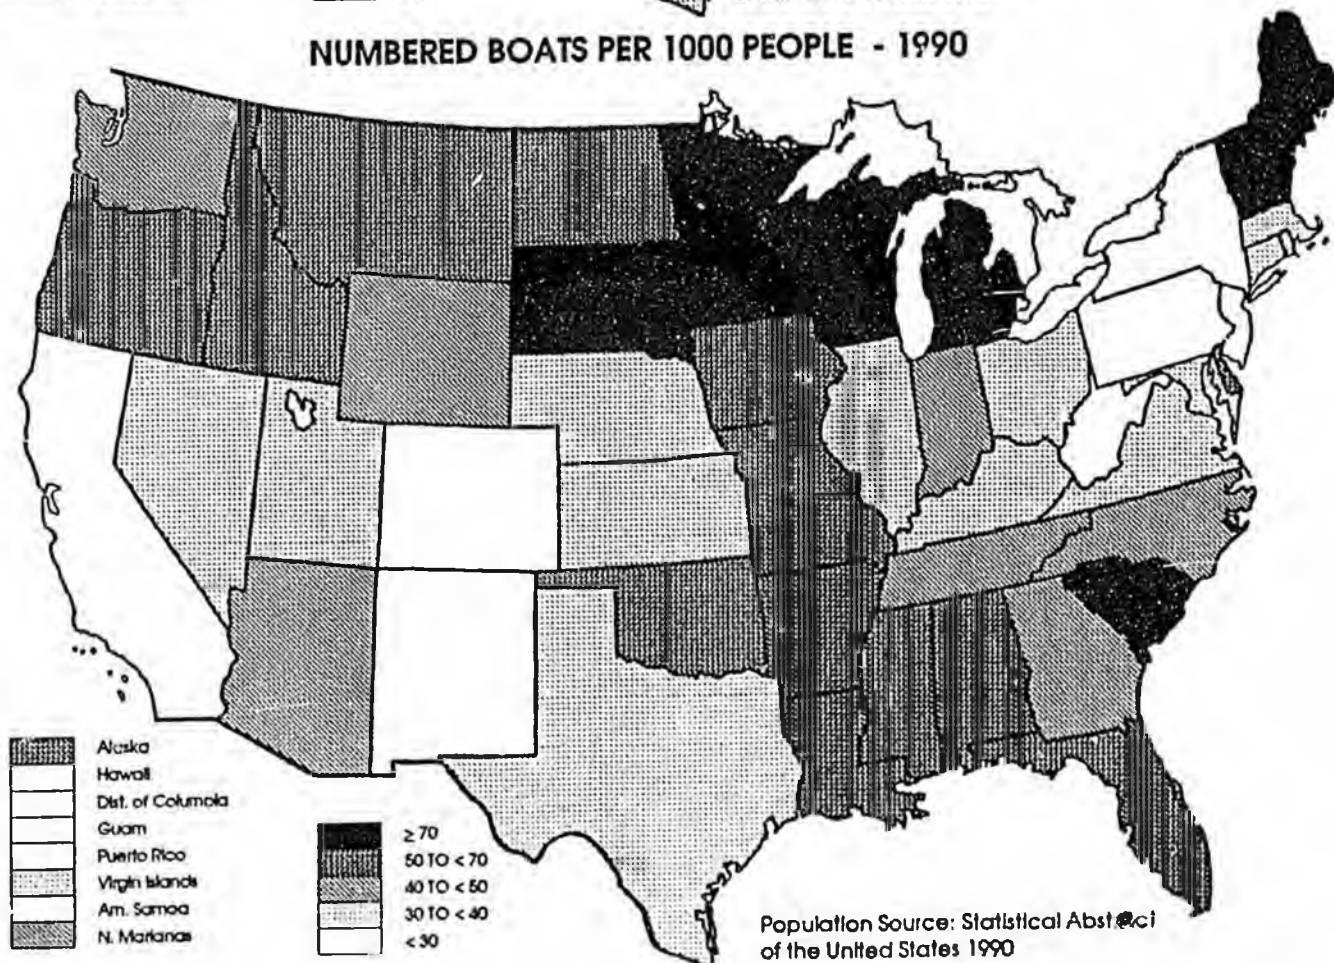 NUMBERED BOATS PER 1000 PEOPLE - 1990
Alaska
Hawaii
Dist. of Columbia
Guam
Puerto Rico
Virgin Islands
Am. Samoa
N. Marianas
≥ 70
50 TO < 70
40 TO < 50
30 TO < 40
< 30
Population Source: Statistical Abstract
of the United States 1990